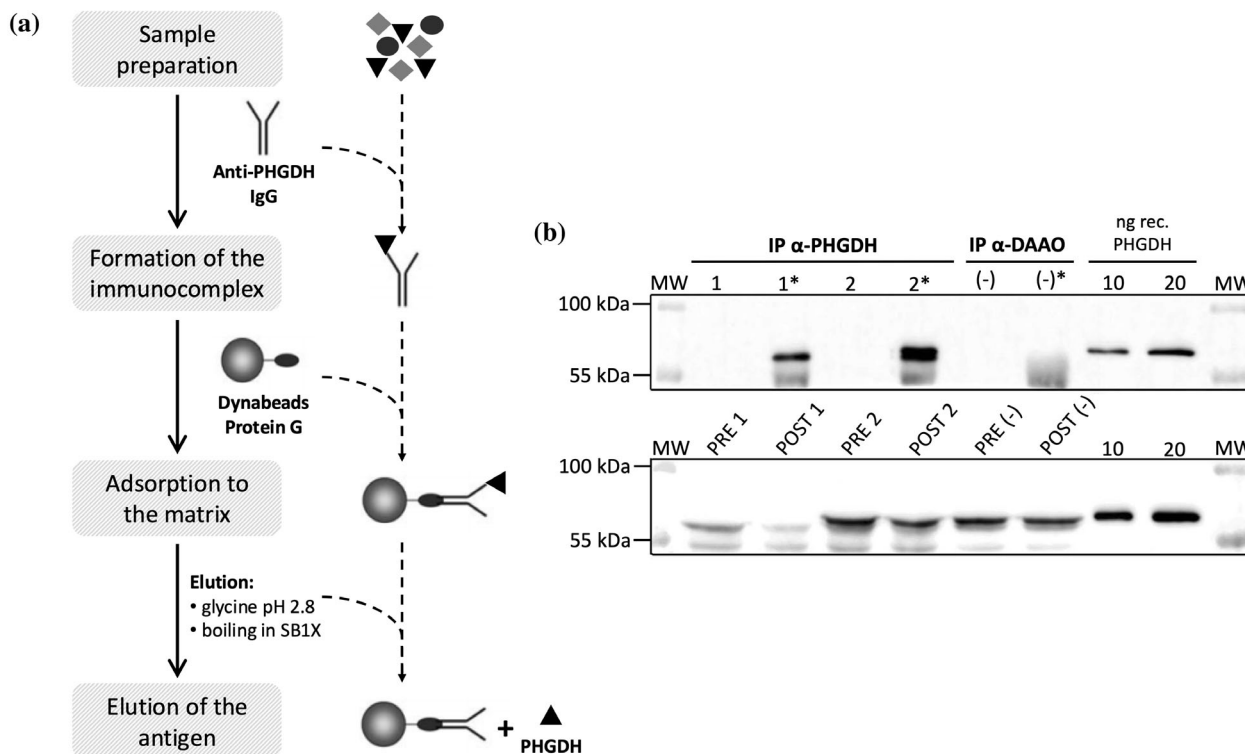 (a)
Sample
preparation
Anti-PHGDH
IgG
Formation of the
immunocomplex
Dynabeads
Protein G
Adsorption to
the matrix
Elution:
• glycine pH 2.8
• boiling in SB1X
Elution of the
antigen
+
PHGDH
(b)
IP α-PHGDH IP α-DAAO ng rec.
PHGDH
MW 1 1* 2 2* (-) (-)* 10 20 MW
100 kDa
55 kDa
MW PRE 1 POST 1 PRE 2 POST 2 PRE (-) POST (-) 10 20 MW
100 kDa
55 kDa